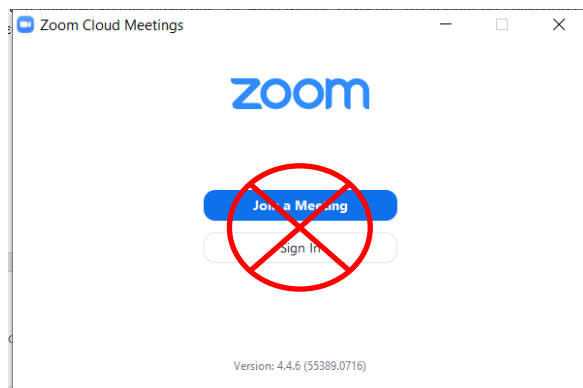 Zoom Cloud Meetings
zoom
Join a Meeting
Sign In
Version: 4.4.6 (55389.0716)